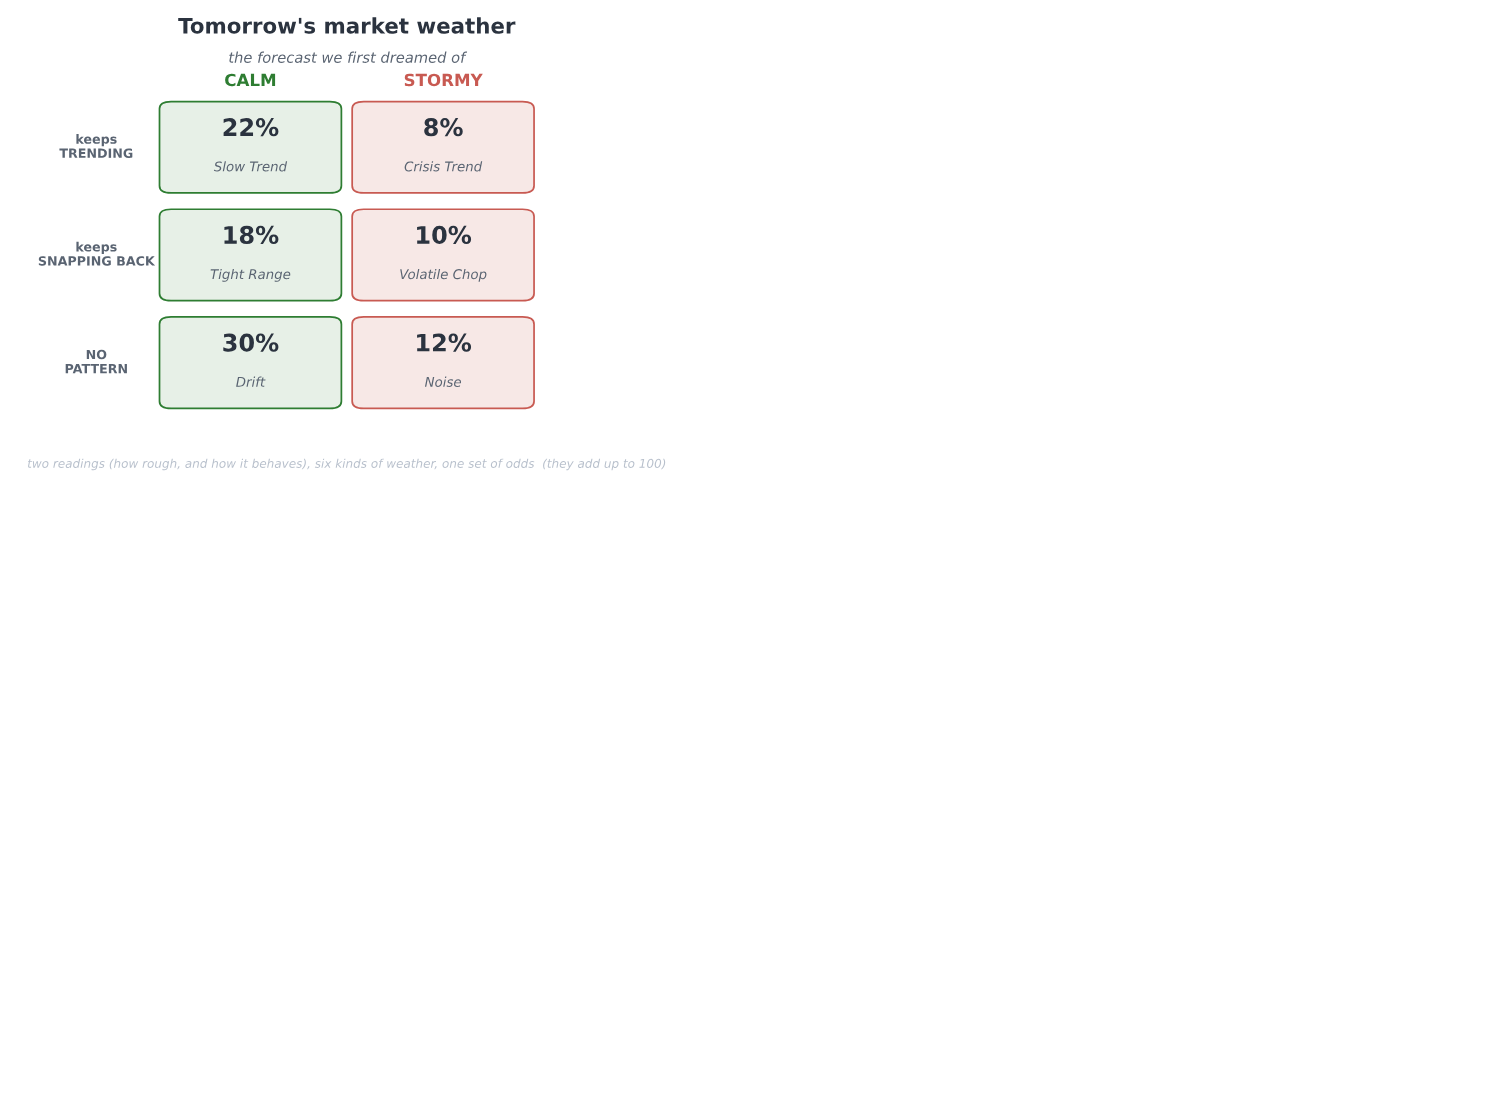 Tomorrow's market weather
the forecast we first dreamed of
CALM STORMY
keeps
TRENDING
22% 8%
Slow Trend Crisis Trend
keeps
SNAPPING BACK
18% 10%
Tight Range Volatile Chop
NO
PATTERN
30% 12%
Drift Noise
two readings (how rough, and how it behaves), six kinds of weather, one set of odds (they add up to 100)